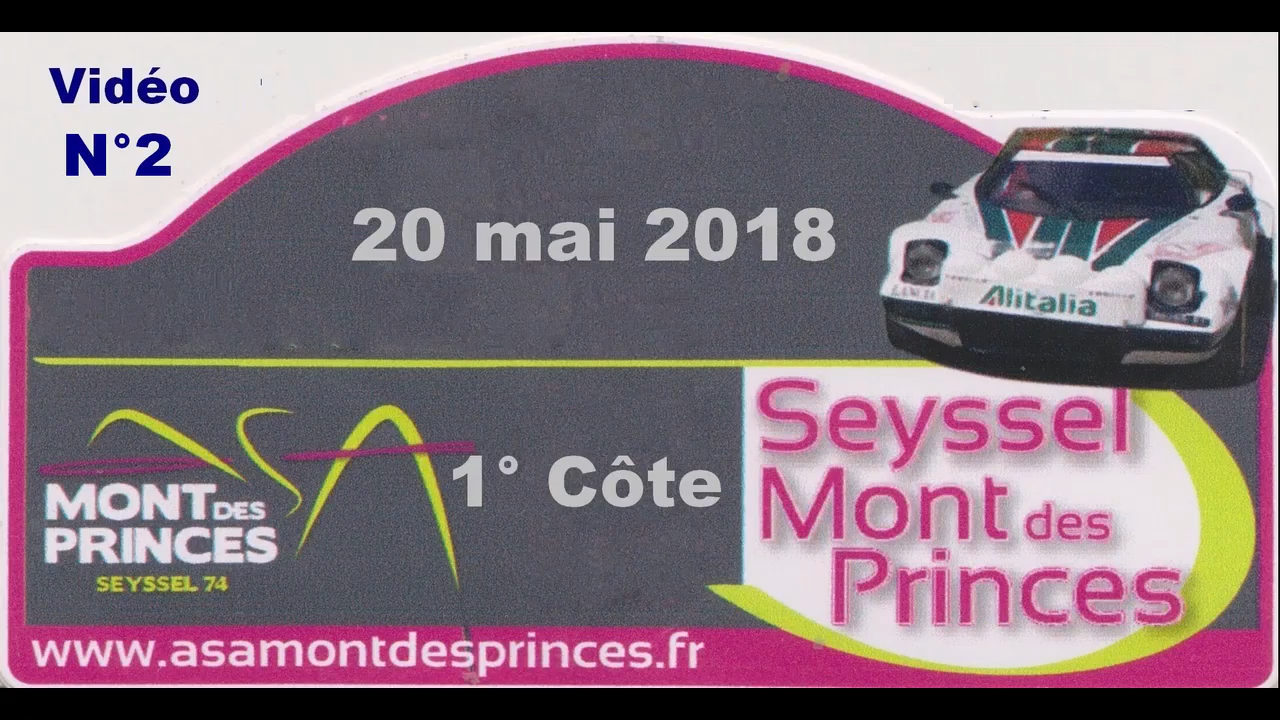 Vidéo
N°2
20 mai 2018
Alitalia
ASA
MONT DES
PRINCES
SEYSSEL 74
1° Côte
Seyssel
Mont des
Princes
www.asamontdesprinces.fr